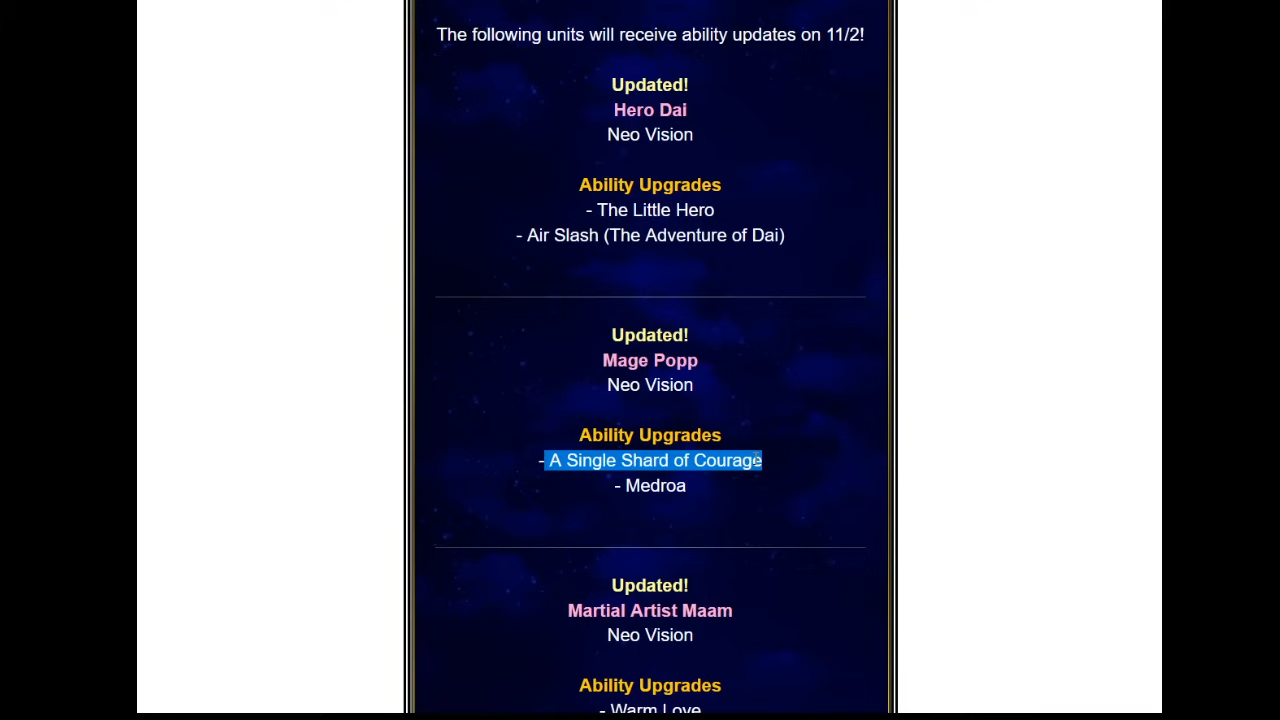 The following units will receive ability updates on 11/2!
Updated!
Hero Dai
Neo Vision
Ability Upgrades
- The Little Hero
- Air Slash (The Adventure of Dai)
Updated!
Mage Popp
Neo Vision
Ability Upgrades
- A Single Shard of Courage
- Medroa
Updated!
Martial Artist Maam
Neo Vision
Ability Upgrades
- Warm Love